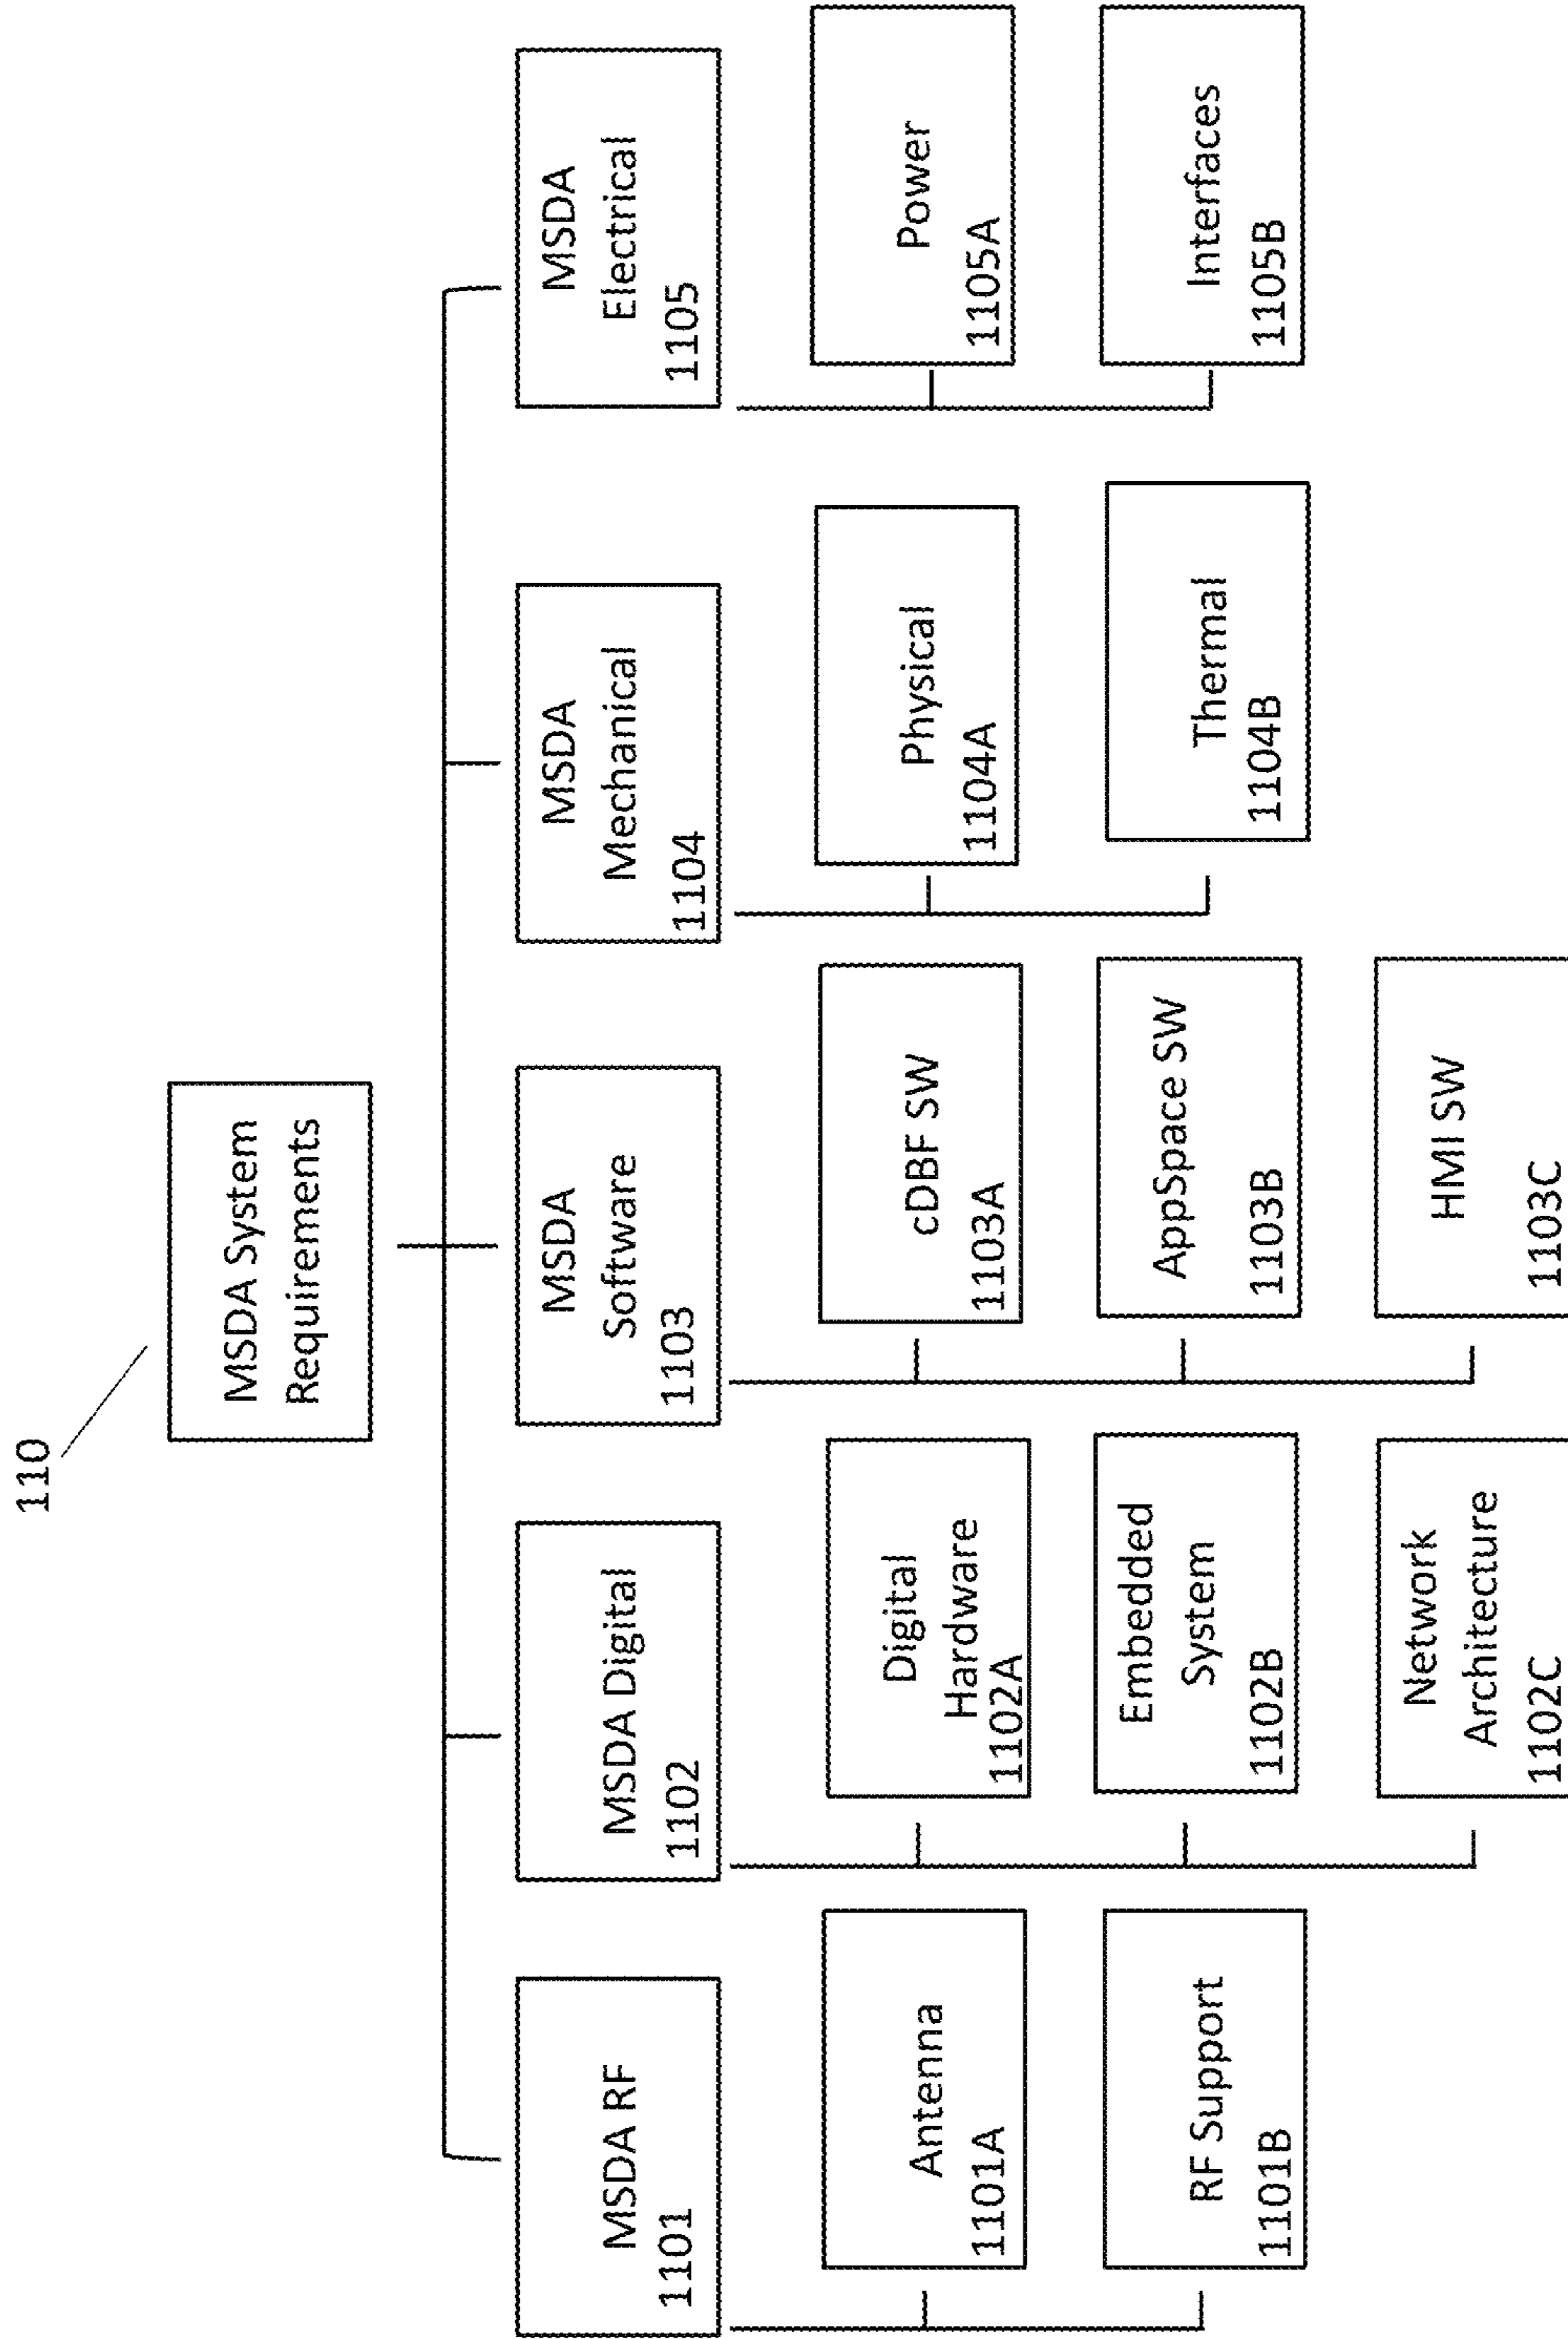 110
MSDA System
Requirements
MSDA RF
1101
MSDA Digital
1102
MSDA
Software
1103
MSDA
Mechanical
1104
MSDA
Electrical
1105
Antenna
1101A
RF Support
1101B
Digital
Hardware
1102A
Embedded
System
1102B
Network
Architecture
1102C
cDBF SW
1103A
AppSpace SW
1103B
HMI SW
1103C
Physical
1104A
Thermal
1104B
Power
1105A
Interfaces
1105B